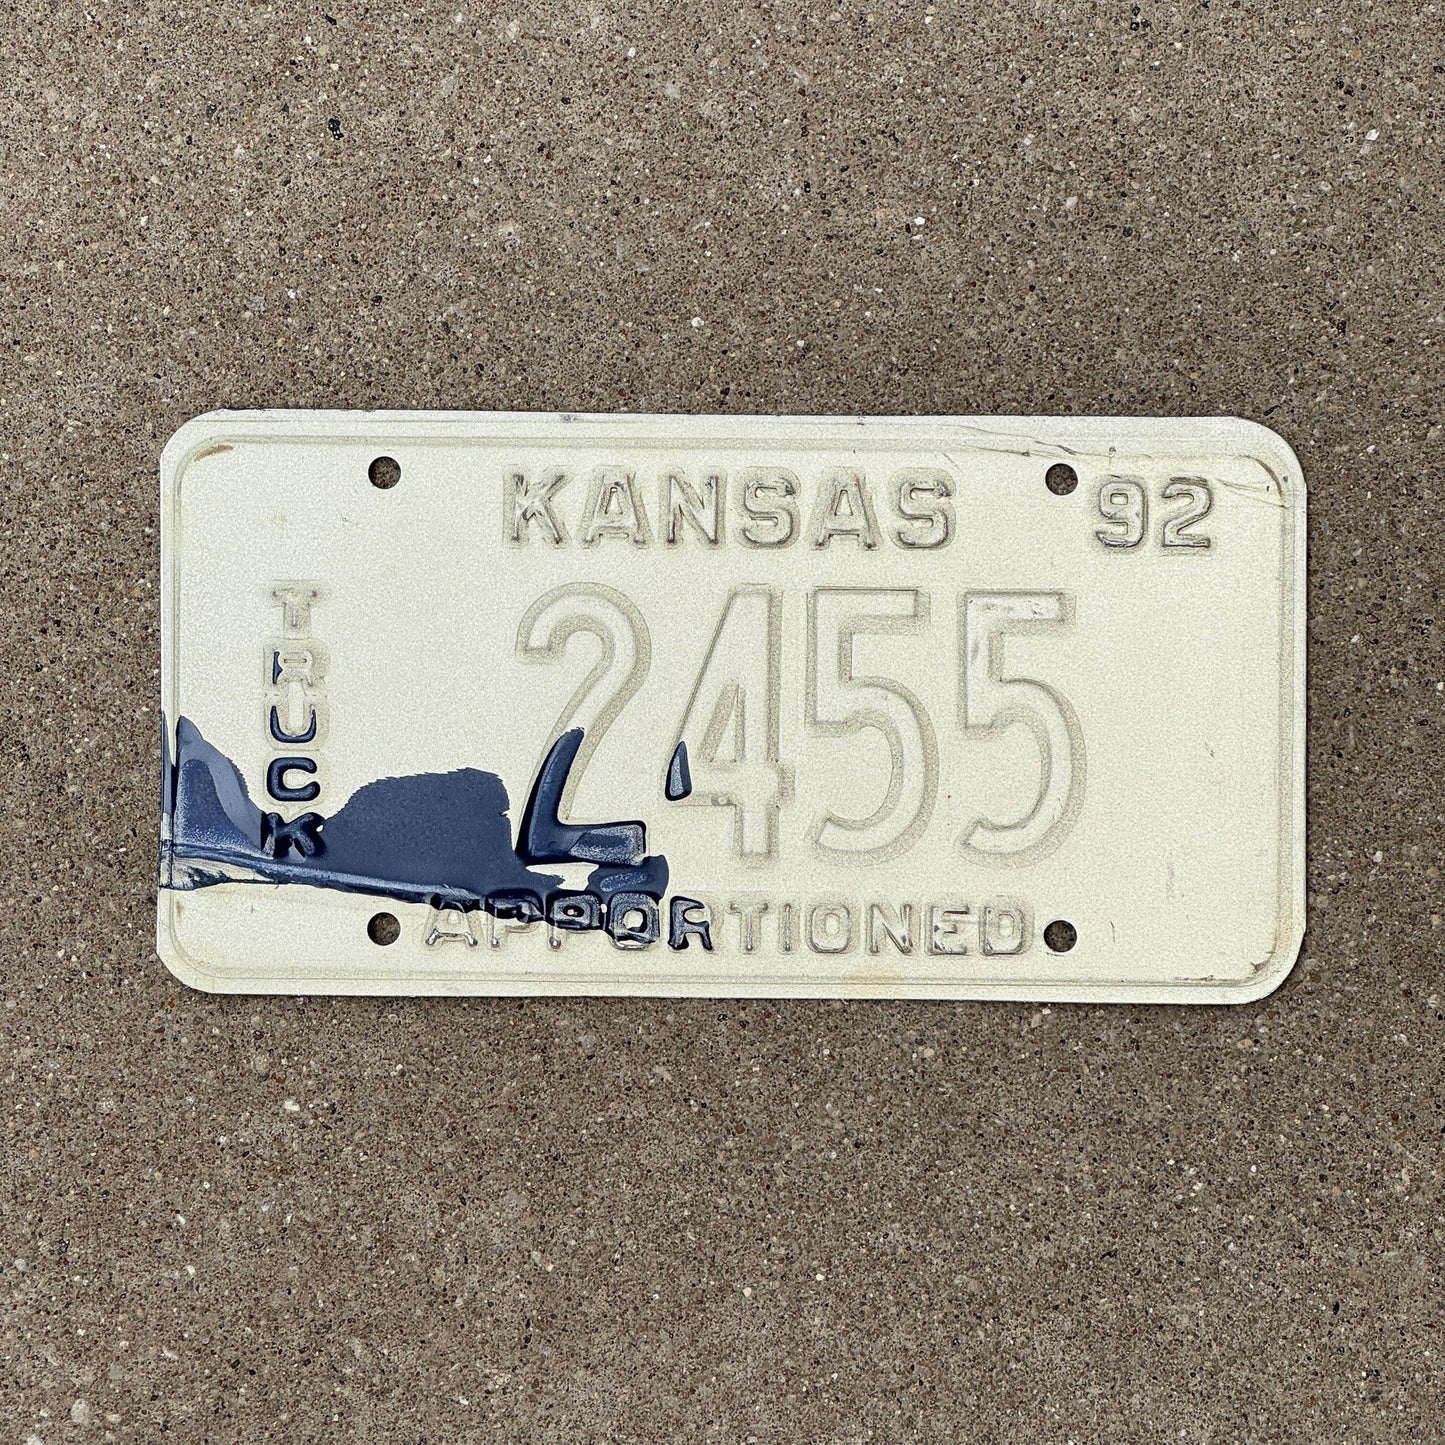 KANSAS 92
TRUCK
2455
APPORTIONED